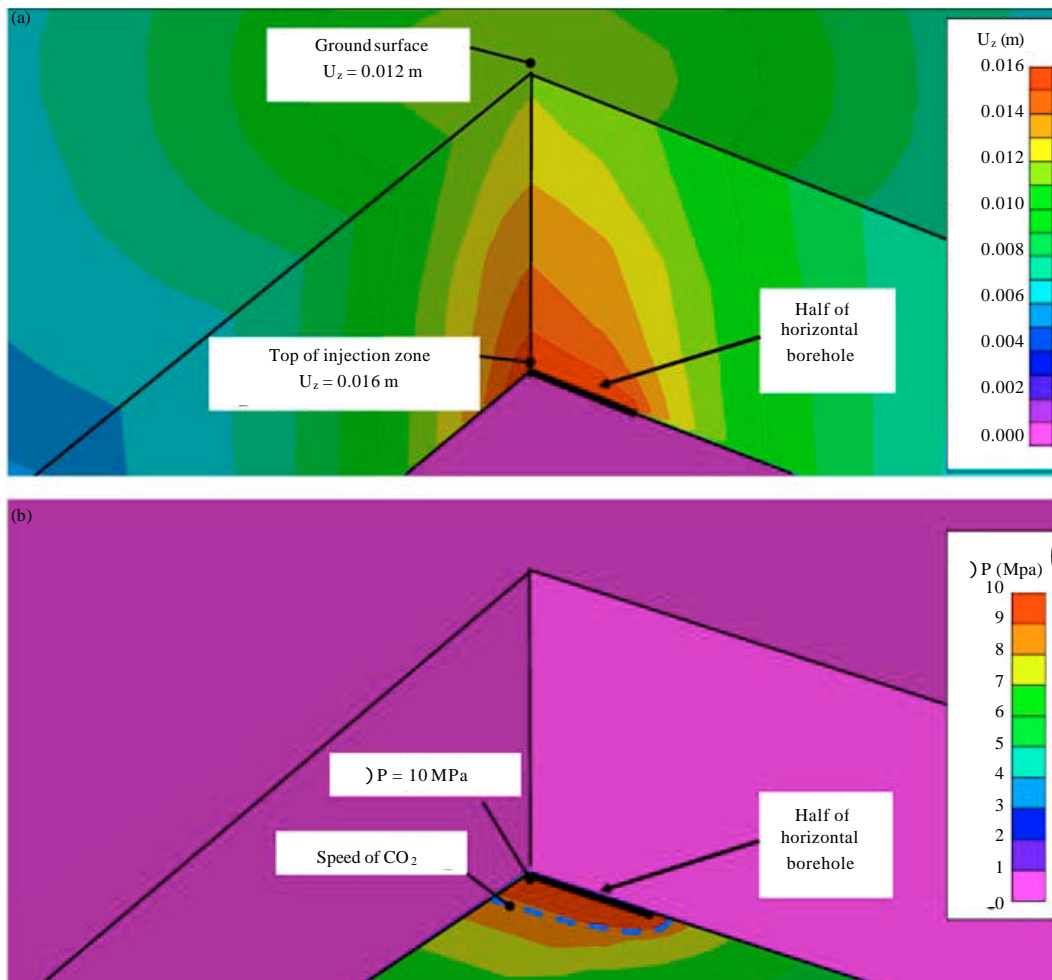 (a)
Ground surface
U_z = 0.012 m
Top of injection zone
U_z = 0.016 m
Half of
horizontal
borehole
U_z (m)
0.016
0.014
0.012
0.010
0.008
0.006
0.004
0.002
0.000
(b)
)P = 10 MPa
Speed of CO₂
Half of
horizontal
borehole
)P (Mpa)
10
9
8
7
6
5
4
3
2
1
0